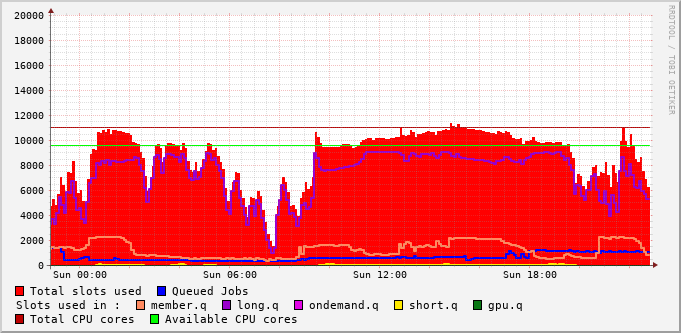 20000
18000
16000
14000
12000
10000
8000
6000
4000
2000
0
Sun 00:00 Sun 06:00 Sun 12:00 Sun 18:00
Total slots used Queued Jobs
Slots used in : member.q long.q ondemand.q short.q gpu.q
Total CPU cores Available CPU cores
RRDTOOL / TOBI OETIKER